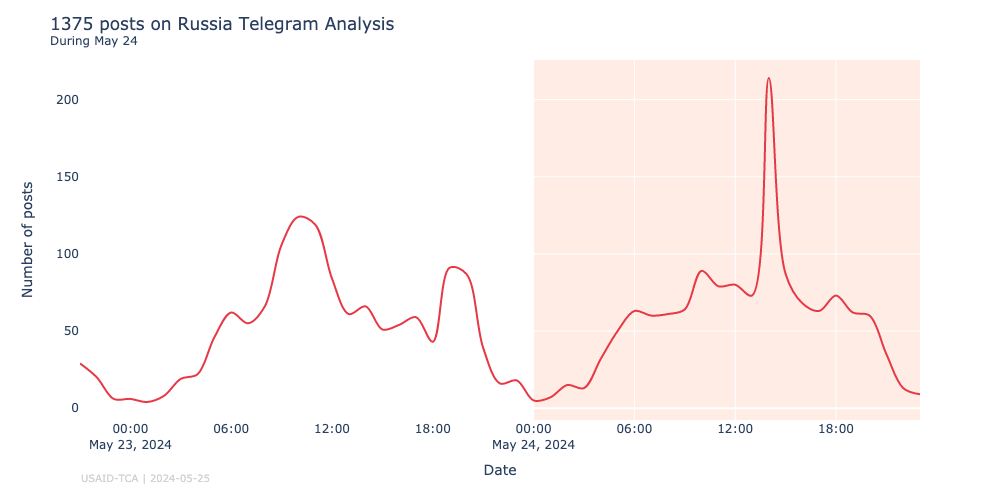 1375 posts on Russia Telegram Analysis
During May 24
Number of posts
200
150
100
50
0
00:00 06:00 12:00 18:00 00:00 06:00 12:00 18:00
May 23, 2024 May 24, 2024
Date
USAID-TCA | 2024-05-25